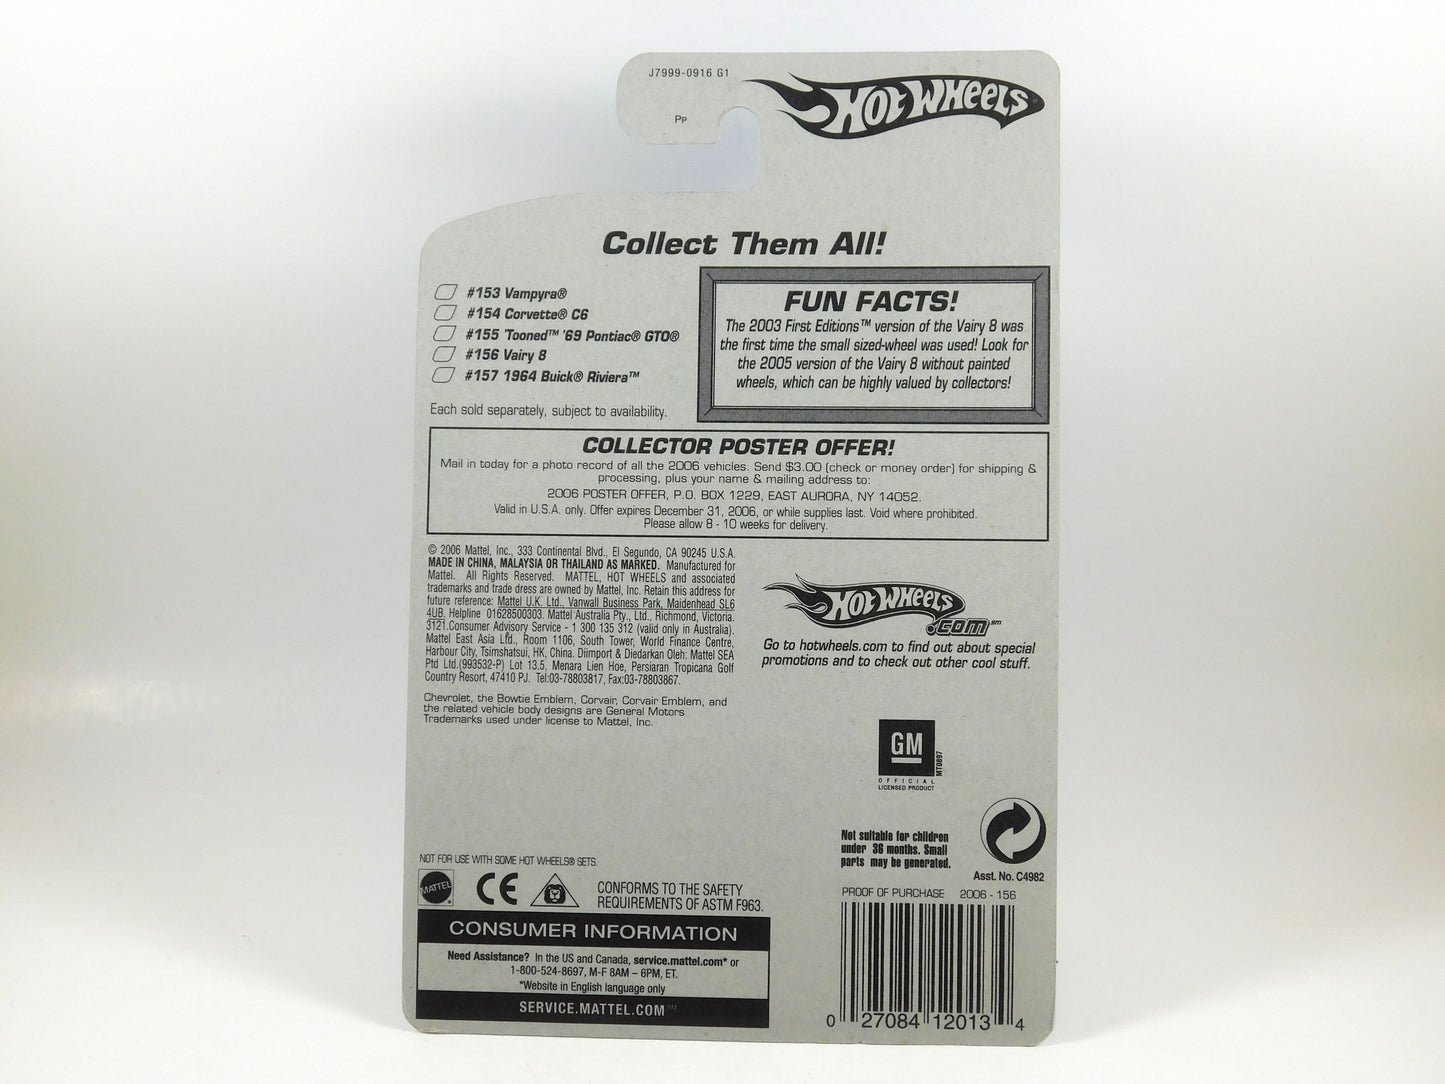 J7999-0916 G1
PP
HOT WHEELS
Collect Them All!
#153 Vampyra®
#154 Corvette® C6
#155 'Tooned™ '69 Pontiac® GTO®
#156 Vairy 8
#157 1964 Buick® Riviera™
Each sold separately, subject to availability.
FUN FACTS!
The 2003 First Editions™ version of the Vairy 8 was
the first time the small sized-wheel was used! Look for
the 2005 version of the Vairy 8 without painted
wheels, which can be highly valued by collectors!
COLLECTOR POSTER OFFER!
Mail in today for a photo record of all the 2006 vehicles. Send $3.00 (check or money order) for shipping &
processing, plus your name & mailing address to:
2006 POSTER OFFER, P.O. BOX 1229, EAST AURORA, NY 14052.
Valid in U.S.A. only. Offer expires December 31, 2006, or while supplies last. Void where prohibited.
Please allow 8 - 10 weeks for delivery.
© 2006 Mattel, Inc., 333 Continental Blvd., El Segundo, CA 90245 U.S.A.
MADE IN CHINA, MALAYSIA OR THAILAND AS MARKED. Manufactured for
Mattel. All Rights Reserved. MATTEL, HOT WHEELS and associated
trademarks and trade dress are owned by Mattel, Inc. Retain this address for
future reference: Mattel U.K. Ltd., Vanwall Business Park, Maidenhead SL6
4UB. Helpline 01628500303. Mattel Australia Pty., Ltd., Richmond, Victoria.
3121.Consumer Advisory Service - 1 300 135 312 (valid only in Australia).
Mattel East Asia Ltd., Room 1106, South Tower, World Finance Centre,
Harbour City, Tsimshatsui, HK, China. Diimport & Diedarkan Oleh: Mattel SEA
Ptd Ltd.(993532-P) Lot 13.5, Menara Lien Hoe, Persiaran Tropicana Golf
Country Resort, 47410 PJ. Tel:03-78803817, Fax:03-78803867.
Chevrolet, the Bowtie Emblem, Corvair, Corvair Emblem, and
the related vehicle body designs are General Motors
Trademarks used under license to Mattel, Inc.
HOT WHEELS
.com℠
Go to hotwheels.com to find out about special
promotions and to check out other cool stuff.
GM
MT0897
OFFICIAL
LICENSED PRODUCT
Not suitable for children
under 36 months. Small
parts may be generated.
Asst. No. C4982
NOT FOR USE WITH SOME HOT WHEELS® SETS.
MATTEL
CE
CONFORMS TO THE SAFETY
REQUIREMENTS OF ASTM F963.
PROOF OF PURCHASE 2006 - 156
CONSUMER INFORMATION
Need Assistance? In the US and Canada, service.mattel.com* or
1-800-524-8697, M-F 8AM – 6PM, ET.
*Website in English language only
SERVICE.MATTEL.COM℠
0 27084 12013 4